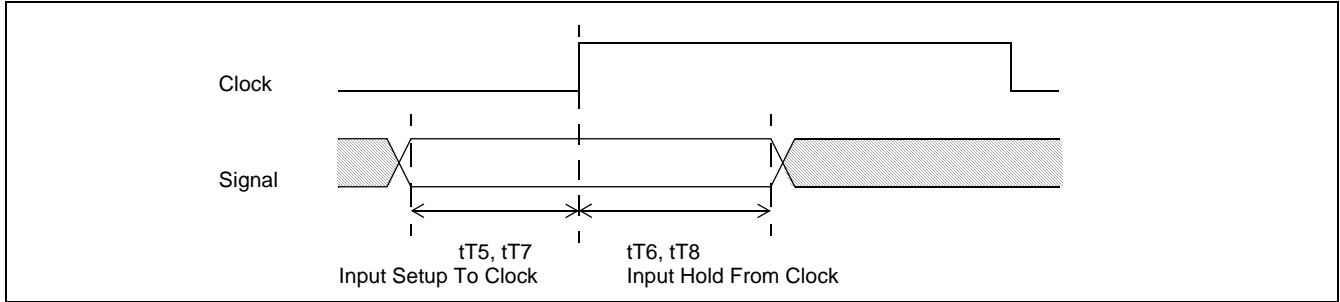 Clock
Signal
tT5, tT7
Input Setup To Clock
tT6, tT8
Input Hold From Clock